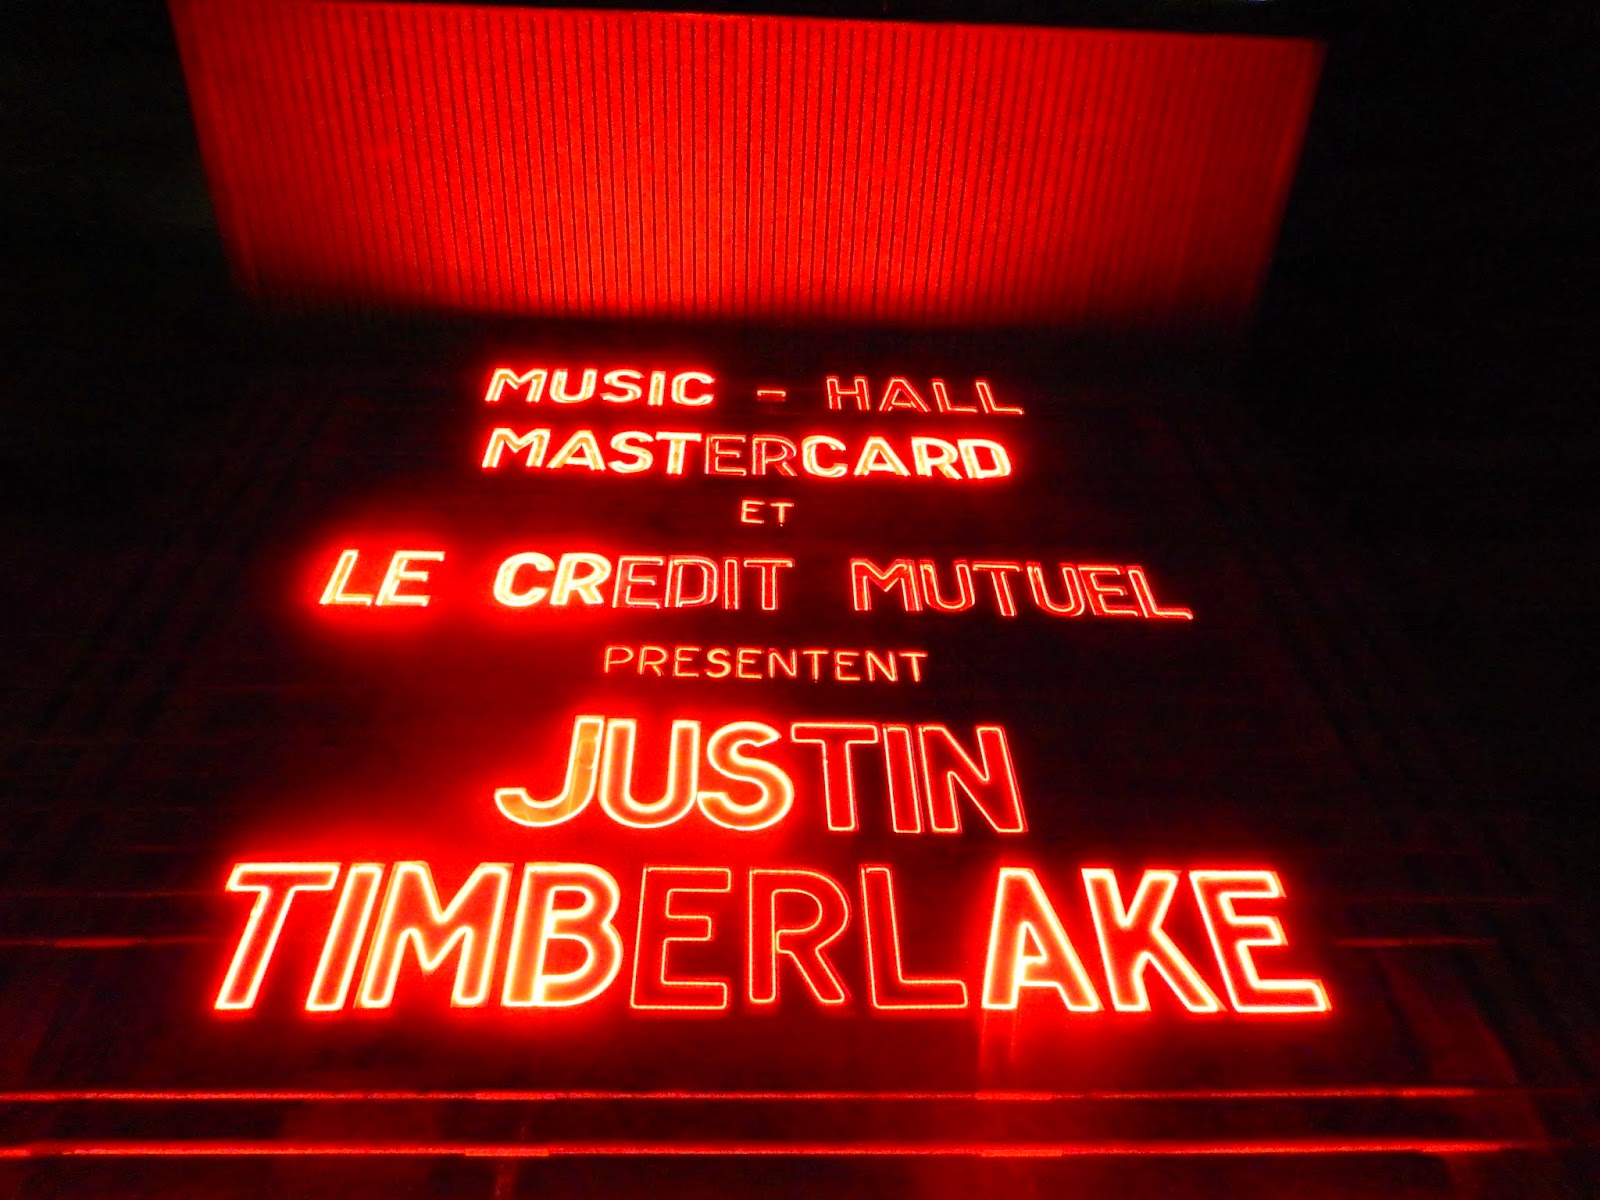 MUSIC - HALL
MASTERCARD
ET
LE CREDIT MUTUEL
PRESENTENT
JUSTIN
TIMBERLAKE